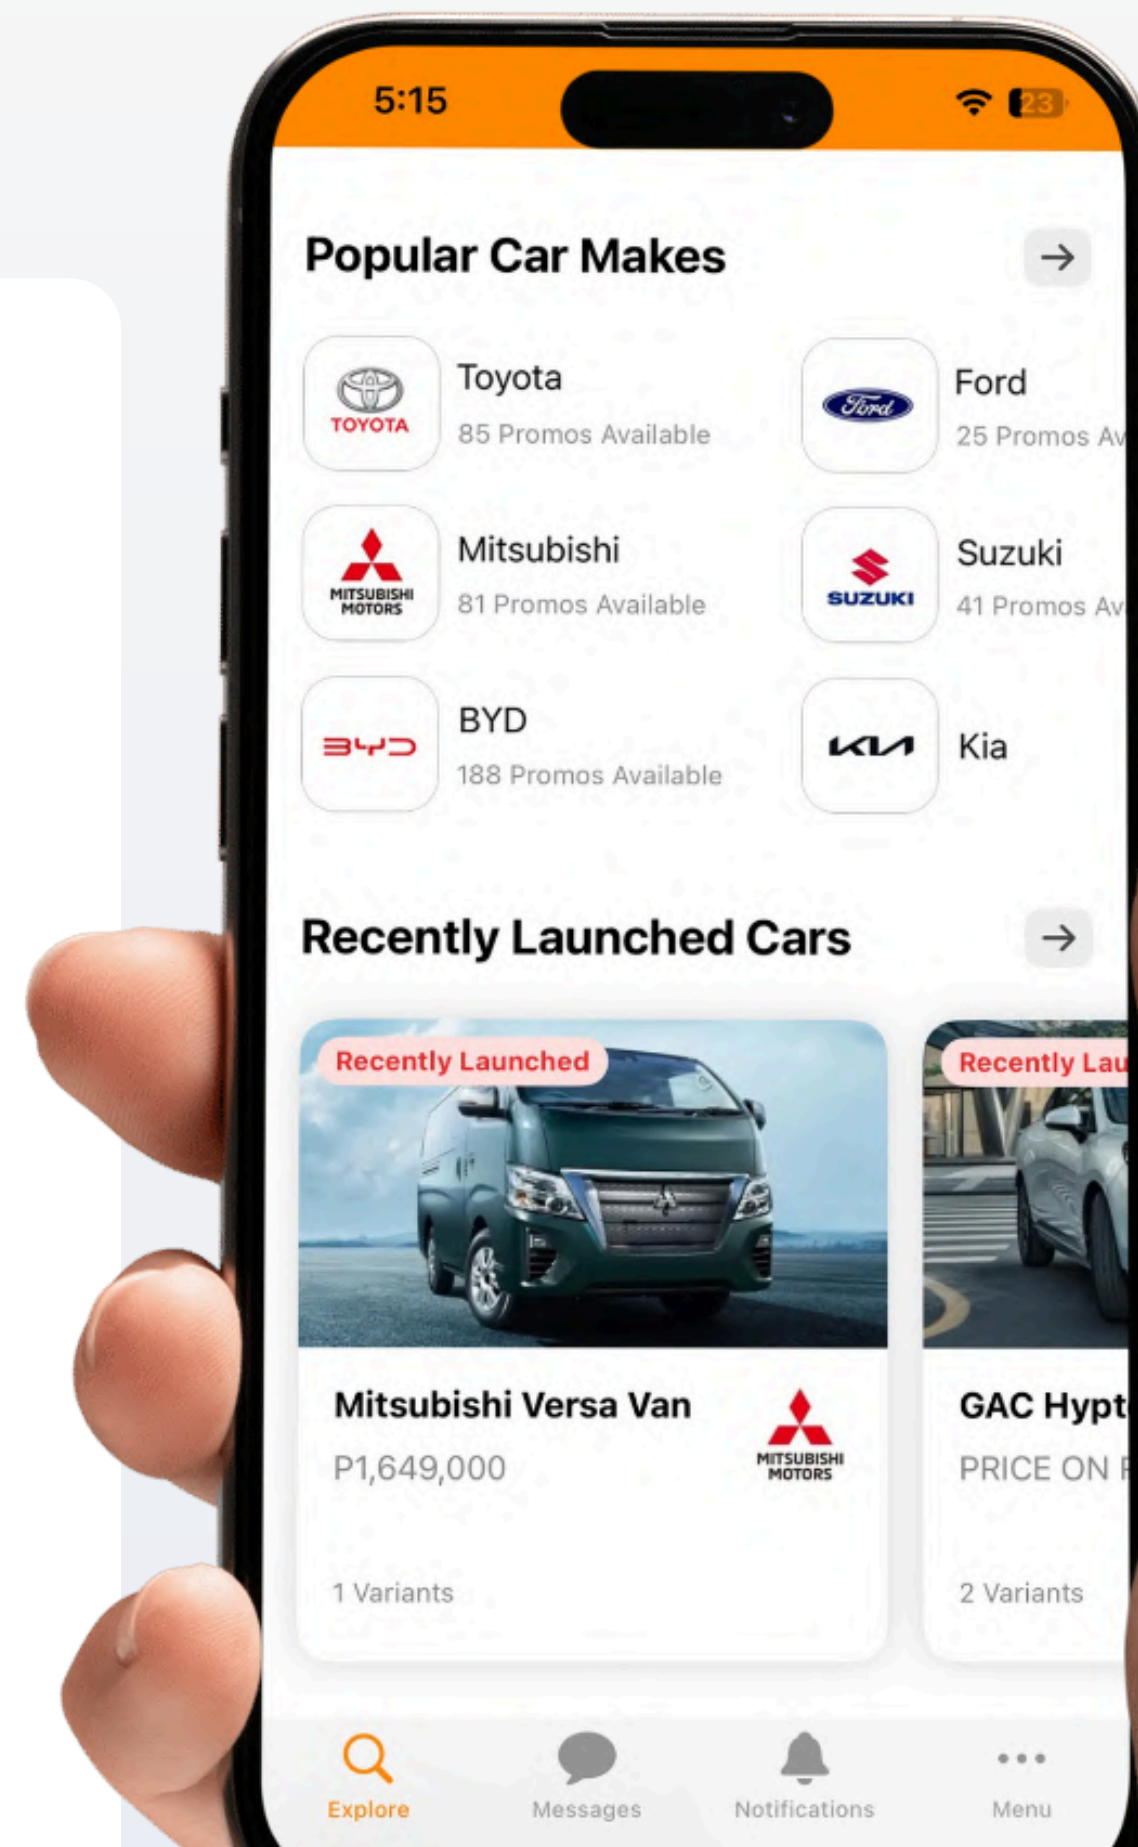 5:15
23
Popular Car Makes
TOYOTA
Toyota
85 Promos Available
Ford
Ford
25 Promos Av
MITSUBISHI
MOTORS
Mitsubishi
81 Promos Available
SUZUKI
Suzuki
41 Promos Av
BYD
BYD
188 Promos Available
KIA
Kia
Recently Launched Cars
Recently Launched
Recently Lau
Mitsubishi Versa Van
P1,649,000
MITSUBISHI
MOTORS
1 Variants
GAC Hypt
PRICE ON
2 Variants
Explore
Messages
Notifications
Menu